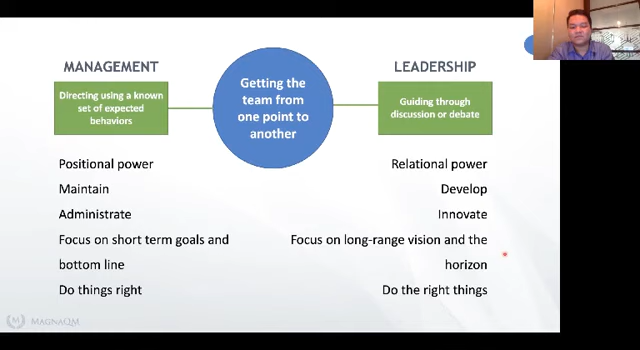 MANAGEMENT
Directing using a known
set of expected
behaviors
Getting the
team from
one point to
another
LEADERSHIP
Guiding through
discussion or debate
Positional power
Maintain
Administrate
Focus on short term goals and
bottom line
Do things right
Relational power
Develop
Innovate
Focus on long-range vision and the
horizon
Do the right things
MAGNAQM